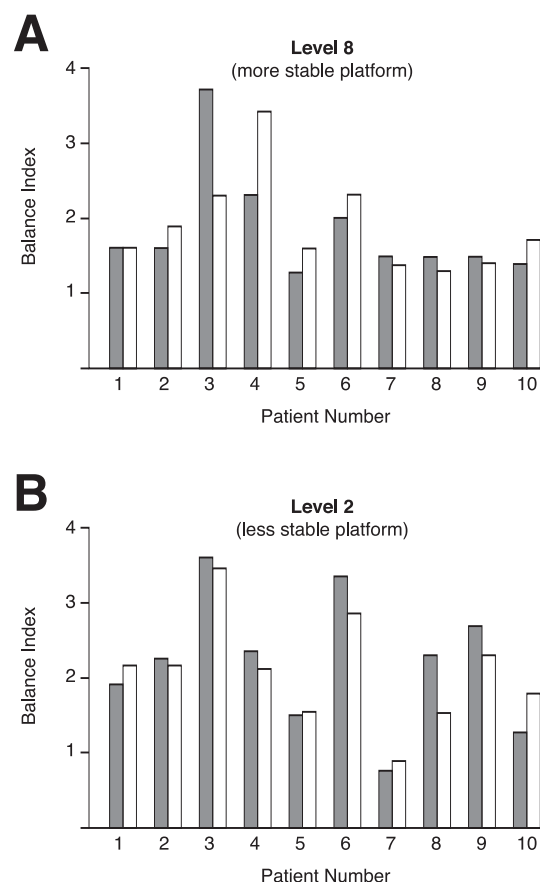 A
Level 8
(more stable platform)
4
3
2
1
Balance Index
1 2 3 4 5 6 7 8 9 10
Patient Number
B
Level 2
(less stable platform)
4
3
2
1
Balance Index
1 2 3 4 5 6 7 8 9 10
Patient Number